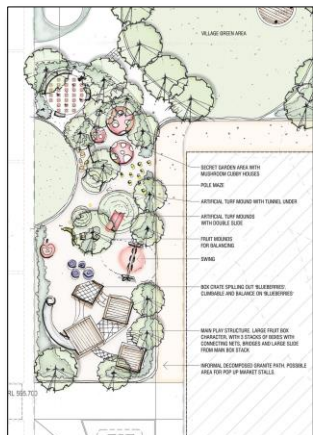 VILLAGE GREEN AREA
SECRET GARDEN AREA WITH
MUSHROOM CUBBY HOUSES
POLE MAZE
ARTIFICIAL TURF MOUND WITH TUNNEL UNDER
ARTIFICIAL TURF MOUNDS
WITH DOUBLE SLIDE
FRUIT MOUNDS
FOR BALANCING
SWING
BOX CRATE SPILLING OUT 'BLUEBERRIES'.
CLIMBABLE AND BALANCE ON 'BLUEBERRIES'
MAIN PLAY STRUCTURE. LARGE FRUIT BOX
CHARACTER, WITH 3 STACKS OF BOXES WITH
CONNECTING NETS, BRIDGES AND LARGE SLIDE
FROM MAIN BOX STACK
INFORMAL DECOMPOSED GRANITE PATH. POSSIBLE
AREA FOR POP UP MARKET STALLS.